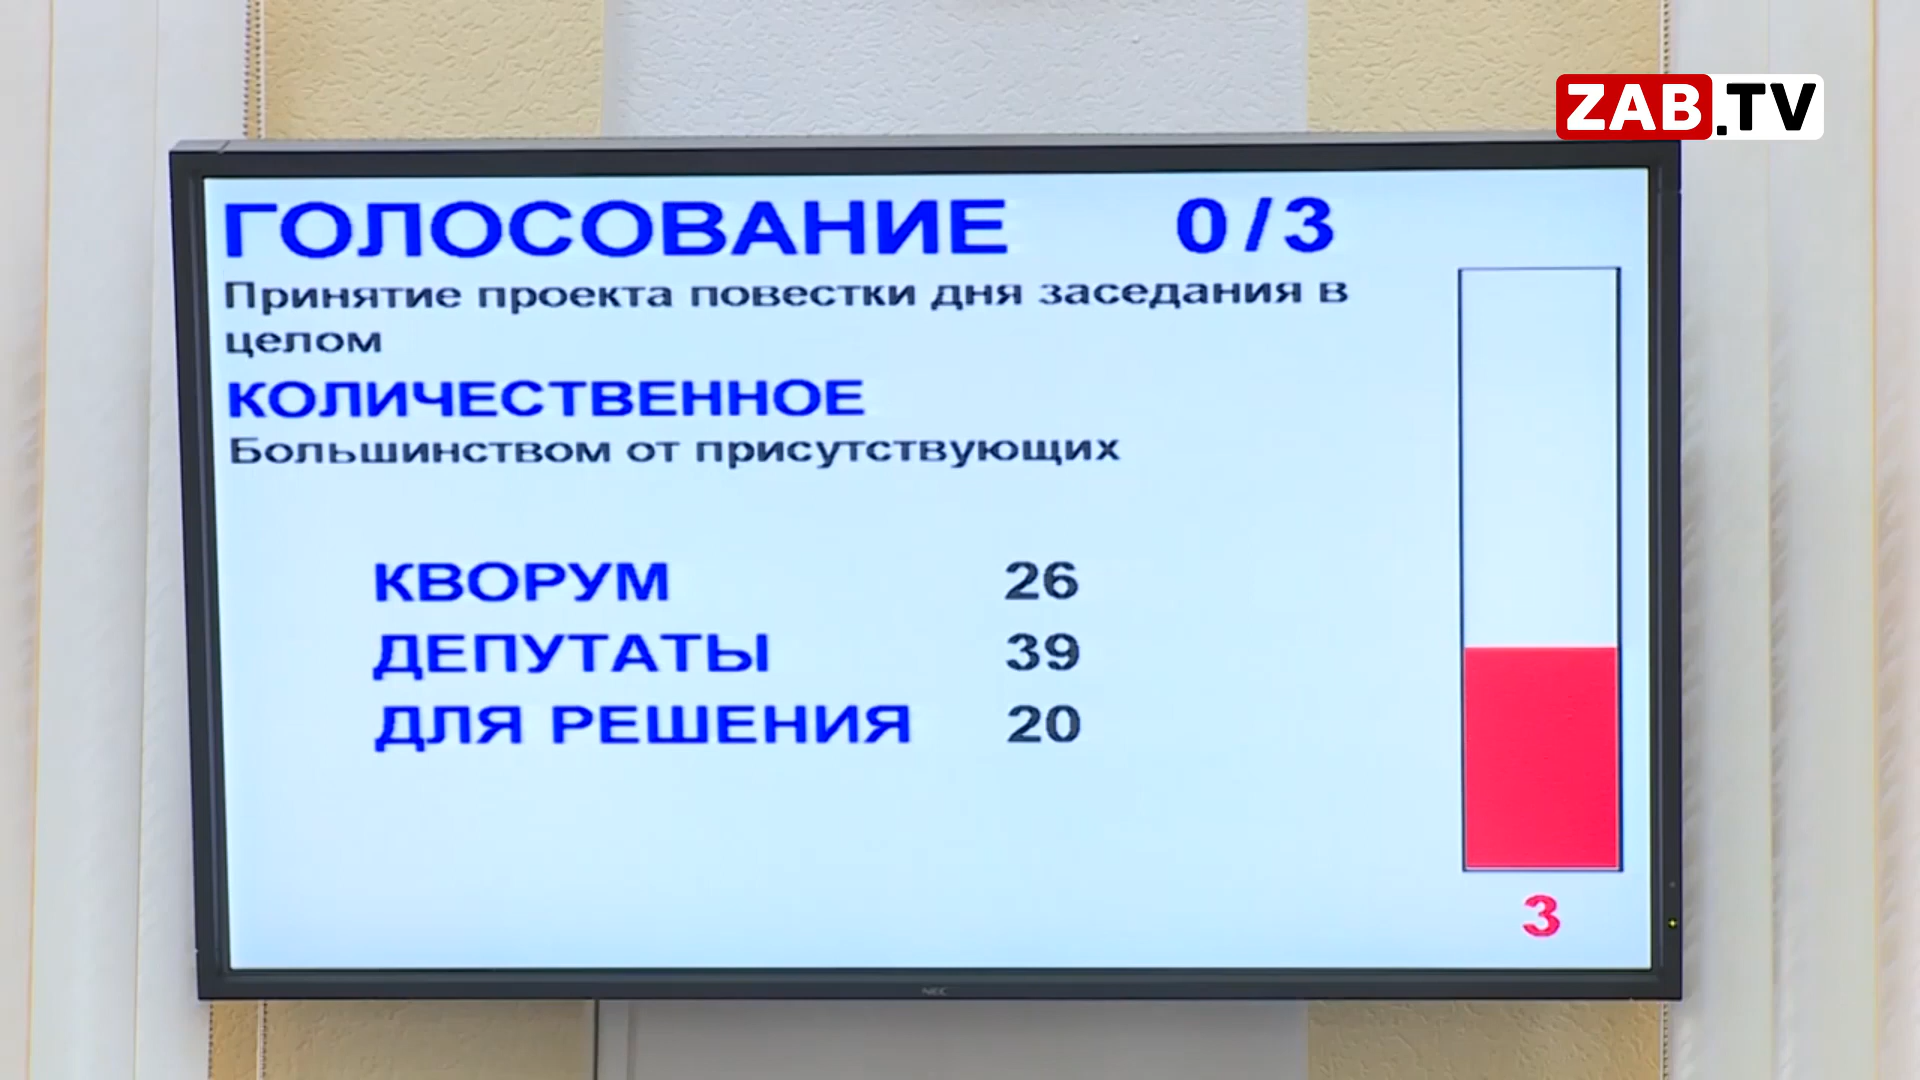 ZAB.TV
ГОЛОСОВАНИЕ 0/3
Принятие проекта повестки дня заседания в
целом
КОЛИЧЕСТВЕННОЕ
Большинством от присутствующих
КВОРУМ 26
ДЕПУТАТЫ 39
ДЛЯ РЕШЕНИЯ 20
3
NEC